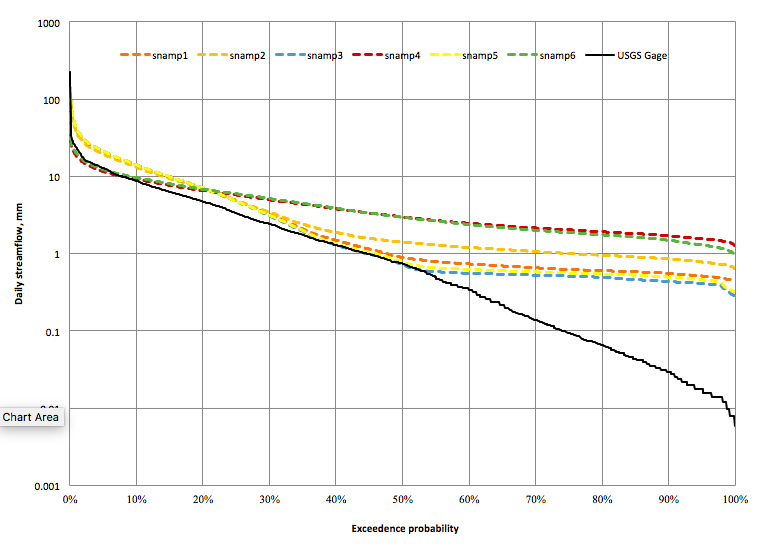 1000
snamp1 snamp2 snamp3 snamp4 snamp5 snamp6 USGS Gage
100
10
1
0.1
Chart Area
0.001
Daily streamflow, mm
0% 10% 20% 30% 40% 50% 60% 70% 80% 90% 100%
Exceedence probability